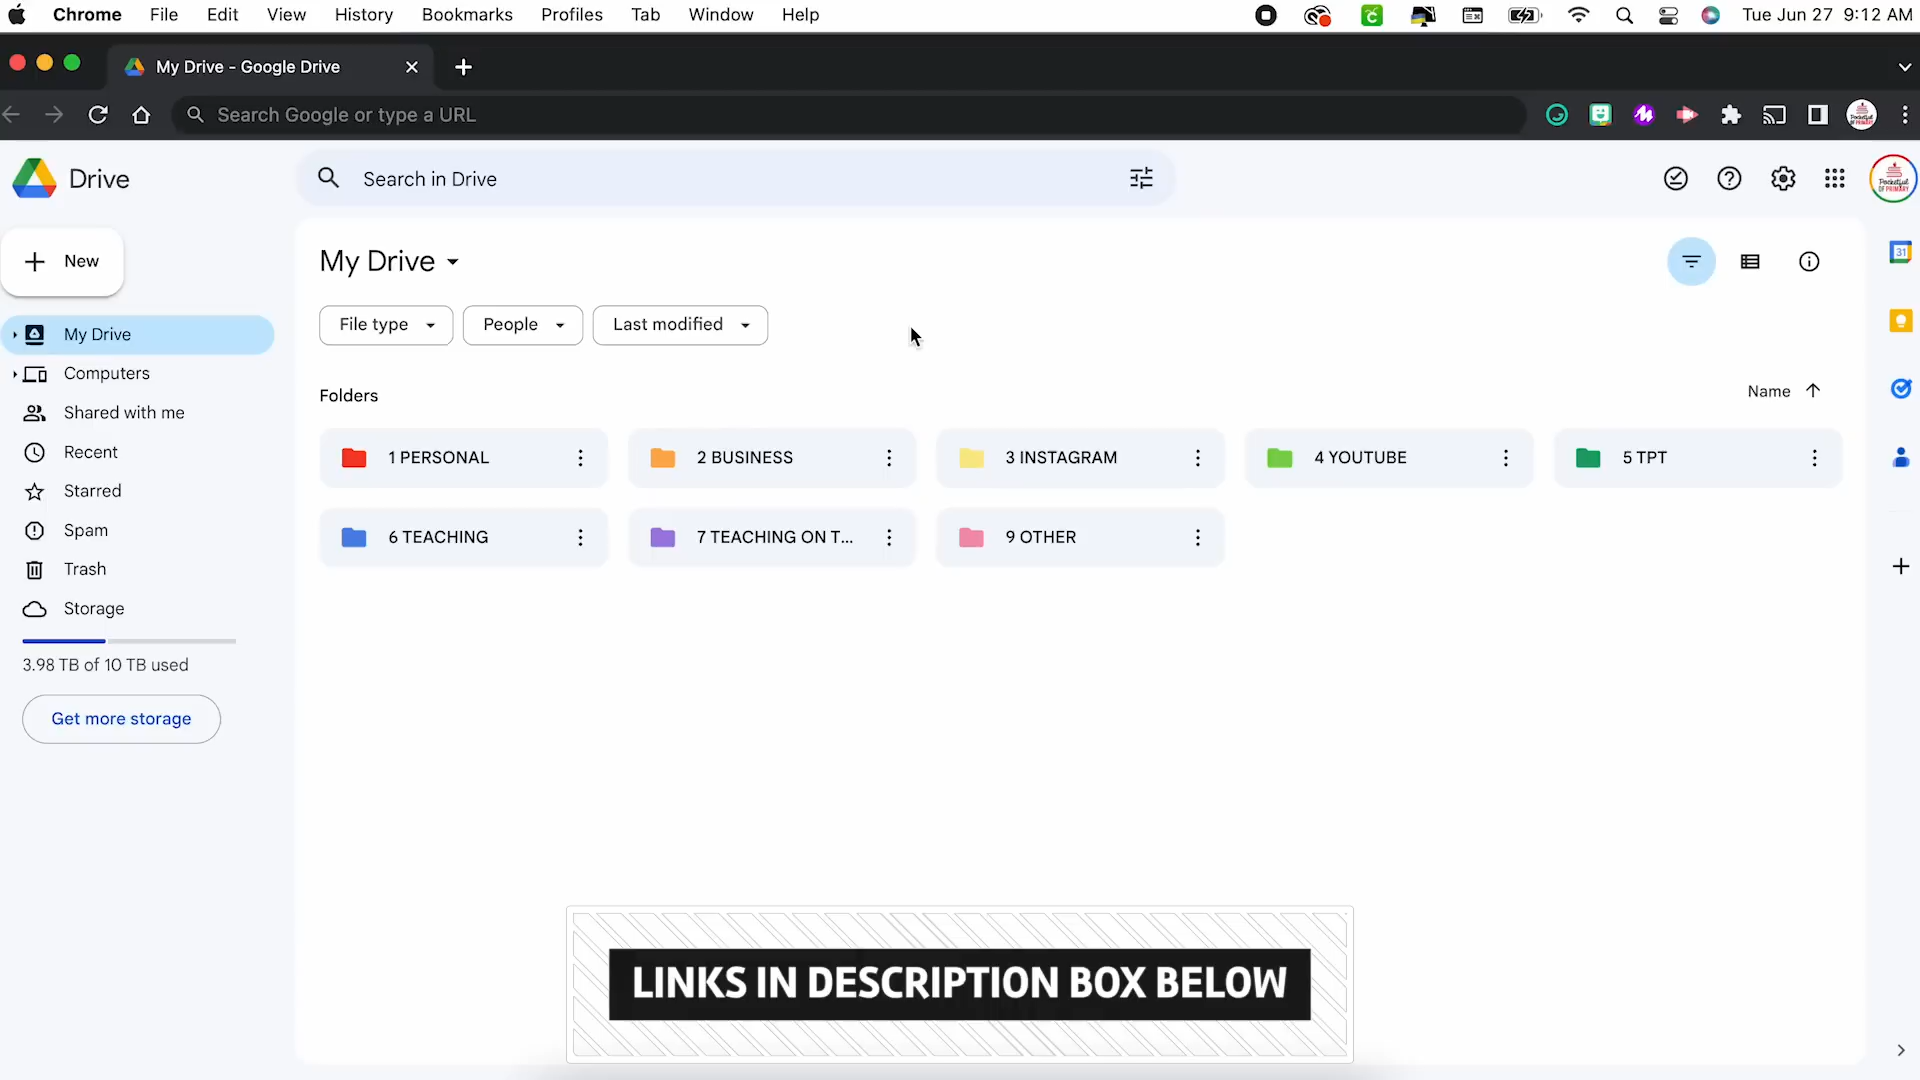 Chrome File Edit View History Bookmarks Profiles Tab Window Help Tue Jun 27 9:12 AM
My Drive - Google Drive
Search Google or type a URL
Drive
Search in Drive
New
My Drive
Computers
Shared with me
Recent
Starred
Spam
Trash
Storage
3.98 TB of 10 TB used
Get more storage
My Drive
File type People Last modified
Folders Name
1 PERSONAL 2 BUSINESS 3 INSTAGRAM 4 YOUTUBE 5 TPT
6 TEACHING 7 TEACHING ON T... 9 OTHER
31
Pocketful
OF PRIMARY
LINKS IN DESCRIPTION BOX BELOW